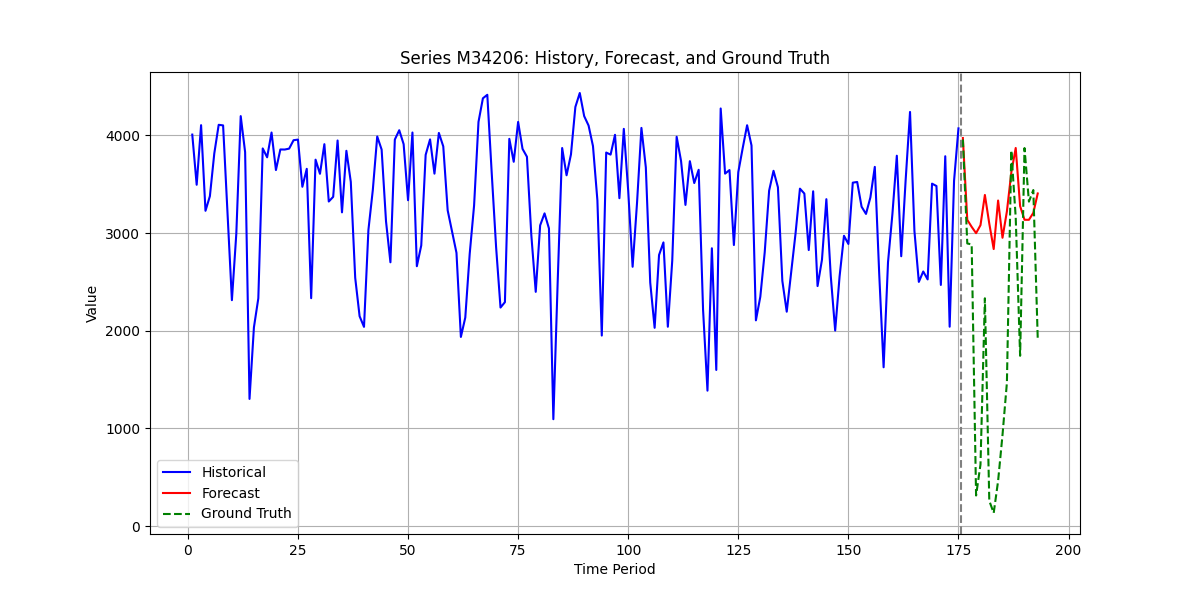 Series M34206: History, Forecast, and Ground Truth
Value
4000
3000
2000
1000
0
Historical
Forecast
Ground Truth
0 25 50 75 100 125 150 175 200
Time Period